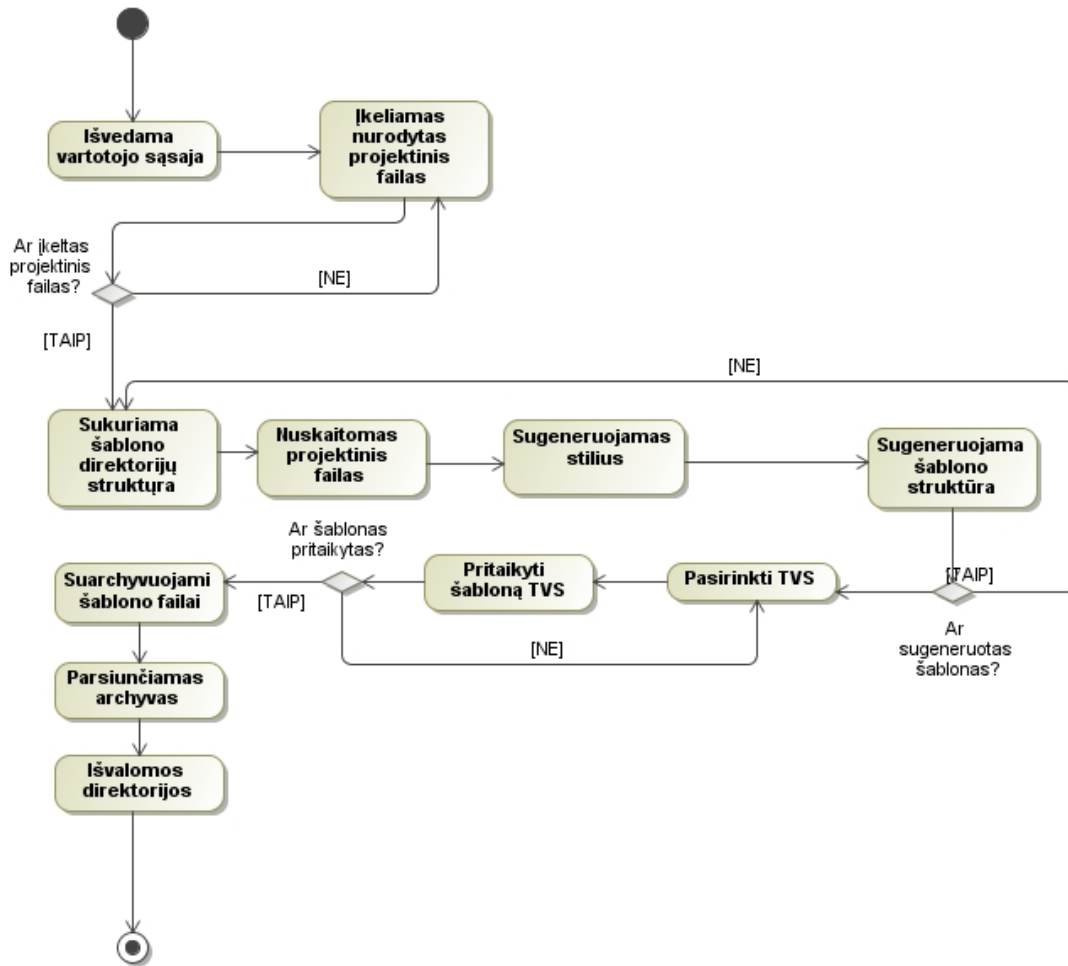 Išvedama
vartotojo sąsaja
Įkeliamas
nurodytas
projektinis
failas
Ar įkeltas
projektinis
failas?
[NE]
[TAIP]
[NE]
Sukuriama
šablono
direktorijų
struktųra
Nuskaitomas
projektinis
failas
Sugeneruojamas
stilius
Sugeneruojama
šablono
struktūra
Ar šablonas
pritaikytas?
Suarchyvuojami
šablono failai
[TAIP]
Pritaikyti
šabloną TVS
Pasirinkti TVS
[TAIP]
Ar
sugeneruotas
šablonas?
[NE]
Parsiunčiamas
archyvas
Išvalomos
direktorijos